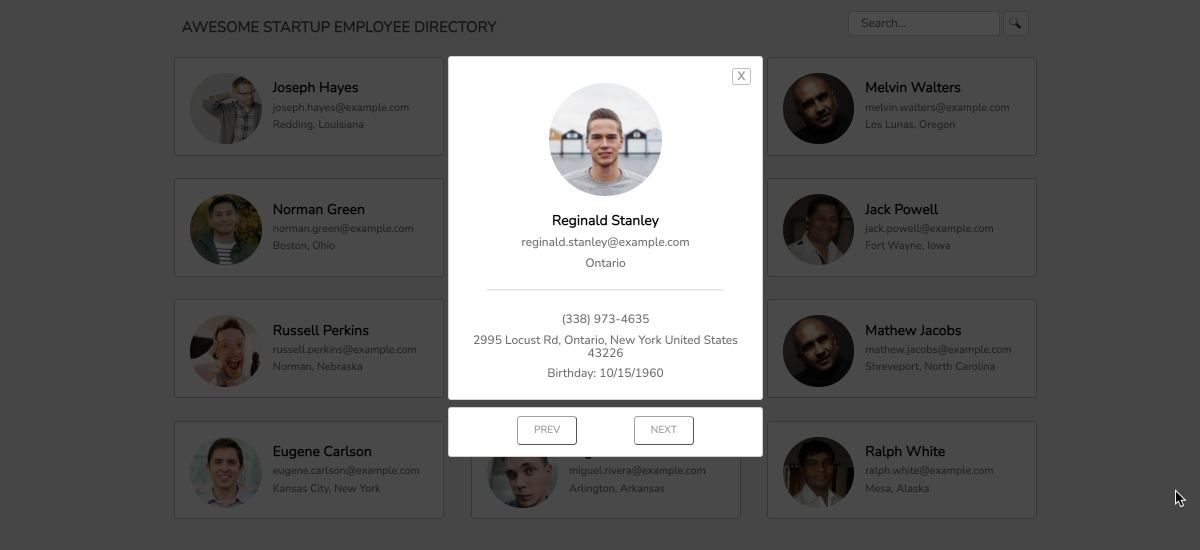 AWESOME STARTUP EMPLOYEE DIRECTORY
Search...
X
Joseph Hayes
joseph.hayes@example.com
Redding, Louisiana
Melvin Walters
melvin.walters@example.com
Los Lunas, Oregon
Norman Green
norman.green@example.com
Boston, Ohio
Reginald Stanley
reginald.stanley@example.com
Ontario
Jack Powell
jack.powell@example.com
Fort Wayne, Iowa
(338) 973-4635
2995 Locust Rd, Ontario, New York United States
43226
Birthday: 10/15/1960
Russell Perkins
russell.perkins@example.com
Norman, Nebraska
Mathew Jacobs
mathew.jacobs@example.com
Shreveport, North Carolina
PREV
NEXT
Eugene Carlson
eugene.carlson@example.com
Kansas City, New York
miguel.rivera@example.com
Arlington, Arkansas
Ralph White
ralph.white@example.com
Mesa, Alaska